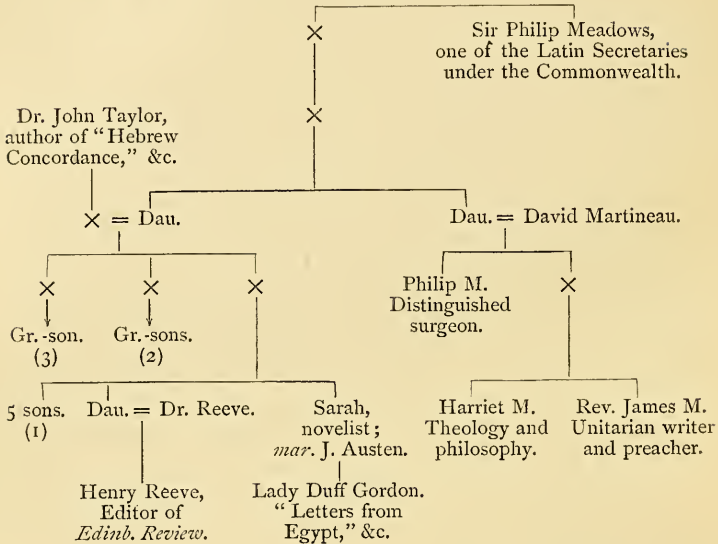 Sir Philip Meadows,
one of the Latin Secretaries
under the Commonwealth.
×
×
Dr. John Taylor,
author of "Hebrew
Concordance," &c.
× = Dau.
Dau. = David Martineau.
×
×
×
Philip M.
Distinguished
surgeon.
×
Gr.-son.
(3)
Gr.-sons.
(2)
5 sons.
(1)
Dau. = Dr. Reeve.
Sarah,
novelist;
mar. J. Austen.
Harriet M.
Theology and
philosophy.
Rev. James M.
Unitarian writer
and preacher.
Henry Reeve,
Editor of
Edinb. Review.
Lady Duff Gordon.
"Letters from
Egypt," &c.